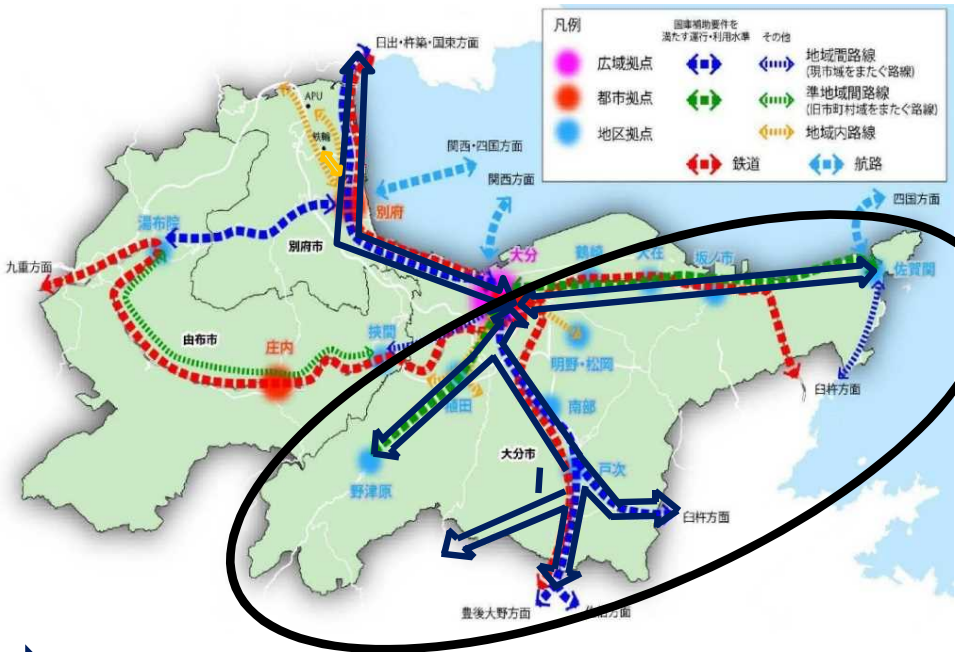 凡例
国庫補助要件を
満たす運行・利用水準
その他
広域拠点
地域間路線
(現市域をまたぐ路線)
都市拠点
準地域間路線
(旧市町村域をまたぐ路線)
地区拠点
地域内路線
鉄道
航路
日出・杵築・国東方面
APU
鉄輪
関西・四国方面
関西方面
四国方面
湯布院
別府
別府市
大分
鶴崎
大在
坂ノ市
佐賀関
九重方面
由布市
挾間
庄内
明野・松岡
臼杵方面
稙田
南部
大分市
戸次
野津原
臼杵方面
豊後大野方面
佐伯方面